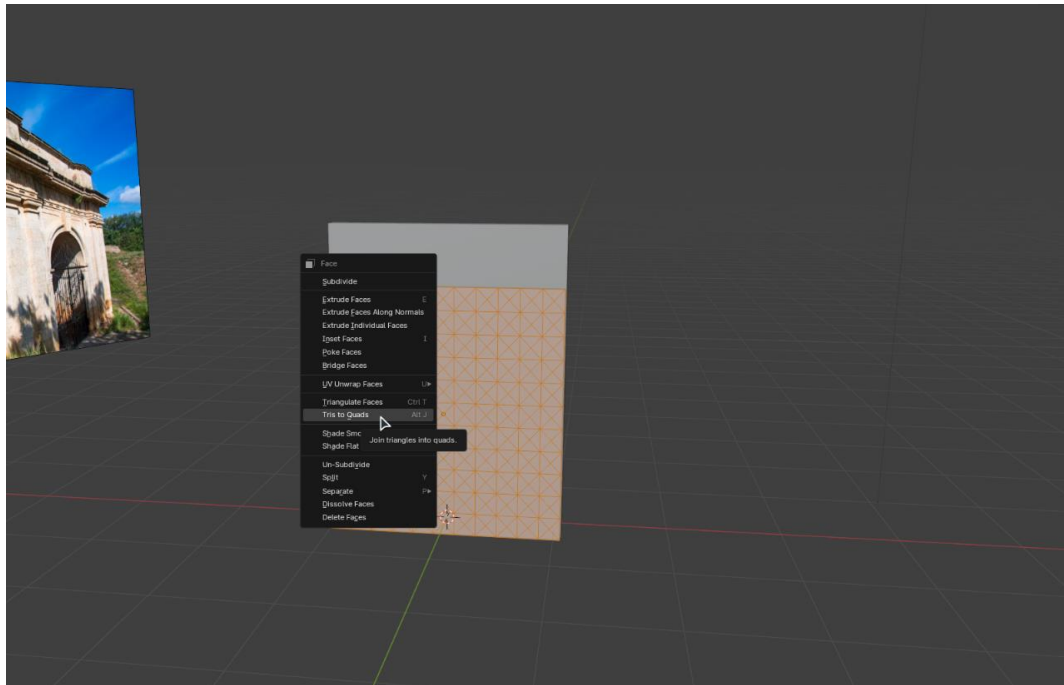 Face
Subdivide
Extrude Faces E
Extrude Faces Along Normals
Extrude Individual Faces
Inset Faces I
Poke Faces
Bridge Faces
UV Unwrap Faces U
Triangulate Faces Ctrl T
Tris to Quads Alt J
Shade Smo
Join triangles into quads.
Shade Flat
Un-Subdivide
Split Y
Separate P
Dissolve Faces
Delete Faces